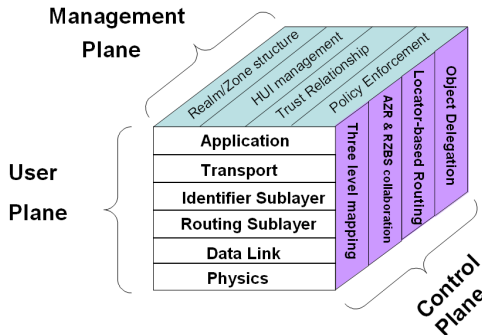 Management
Plane
Realm/Zone structure
HUI management
Trust Relationship
Policy Enforcement
User
Plane
Application
Transport
Identifier Sublayer
Routing Sublayer
Data Link
Physics
Three level mapping
AZR & RZBS collaboration
Locator-based Routing
Object Delegation
Control
Plane